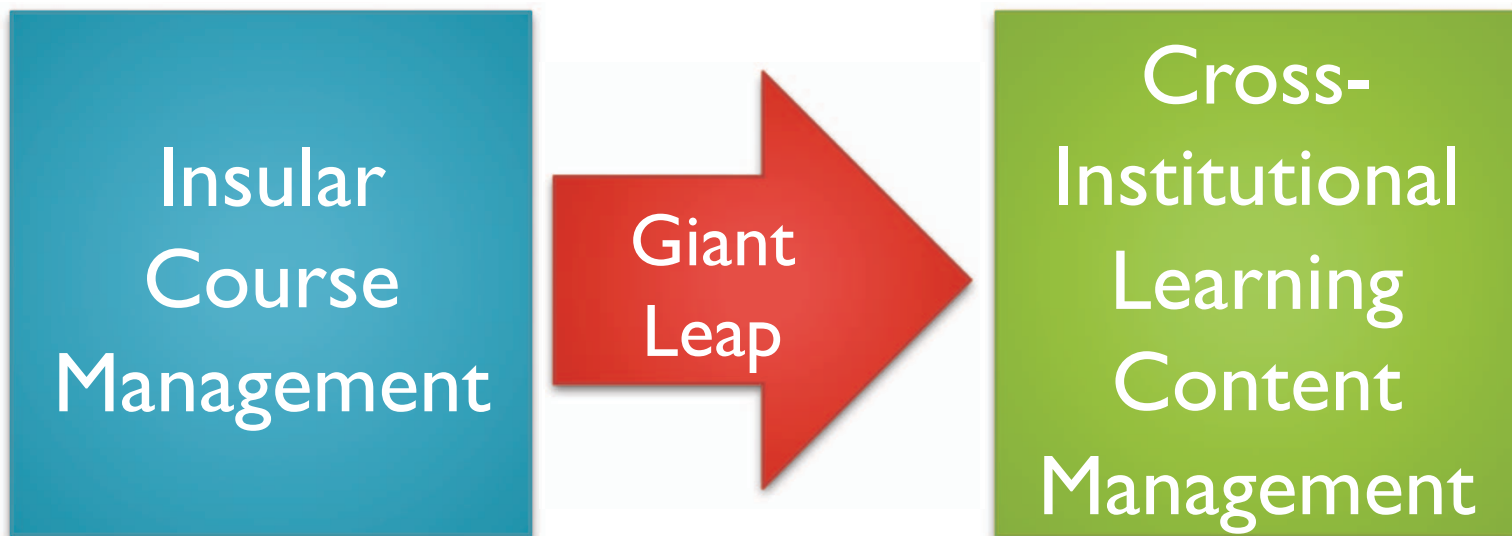 Insular
Course
Management
Giant
Leap
Cross-
Institutional
Learning
Content
Management